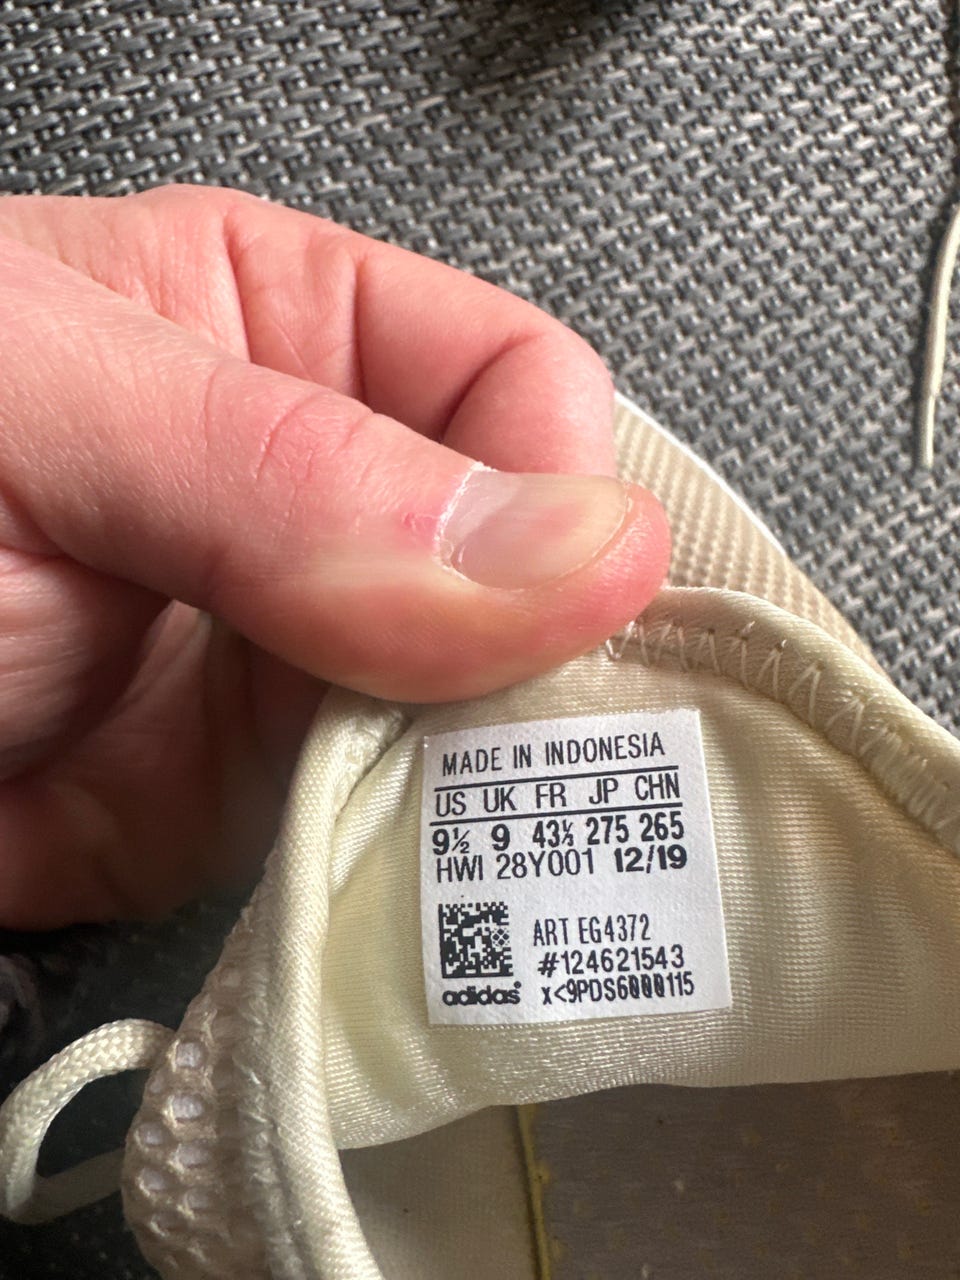 MADE IN INDONESIA
US UK FR JP CHN
9½ 9 43⅓ 275 265
HWI 28Y001 12/19
ART EG4372
#124621543
adidas® x<9PDS6000115